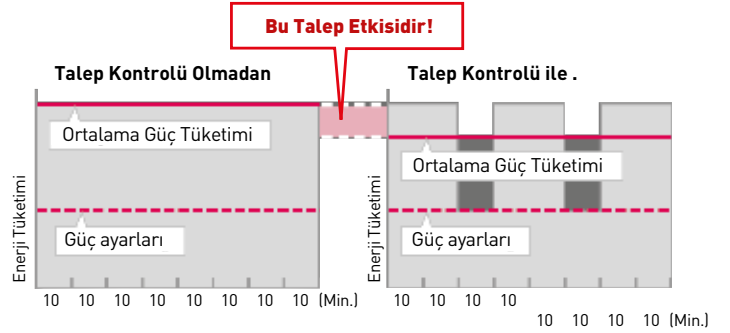 Bu Talep Etkisidir!
Talep Kontrolü Olmadan
Enerji Tüketimi
Ortalama Güç Tüketimi
Güç ayarları
10 10 10 10 10 10 10 10 (Min.)
Talep Kontrolü ile .
Enerji Tüketimi
Ortalama Güç Tüketimi
Güç ayarları
10 10 10 10
10 10 10 10 (Min.)